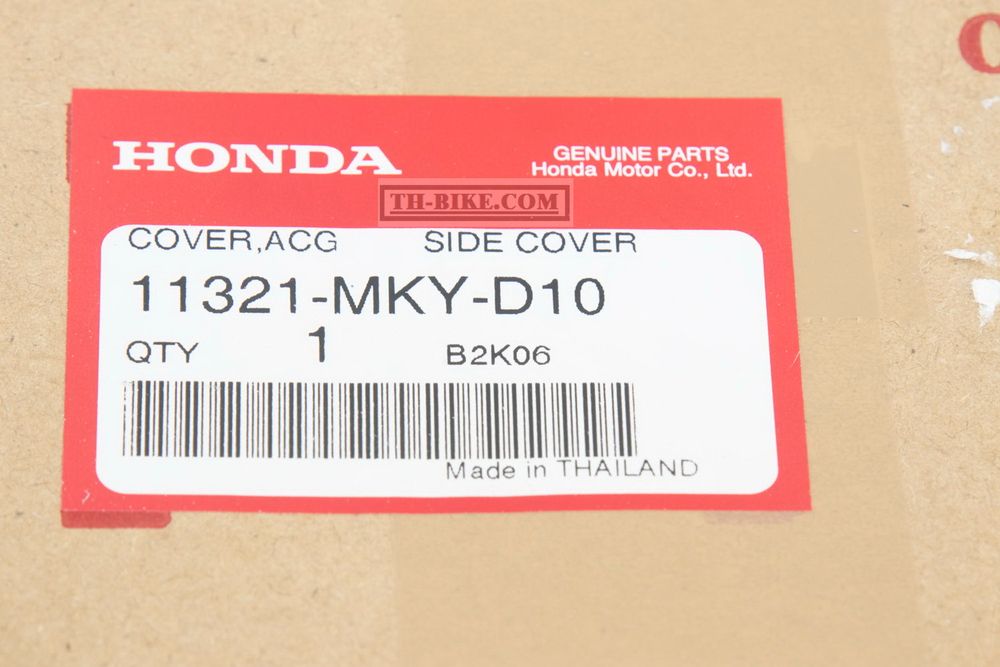 HONDA
GENUINE PARTS
Honda Motor Co., Ltd.
TH-BIKE.COM
COVER,ACG SIDE COVER
11321-MKY-D10
QTY 1 B2K06
Made in THAILAND